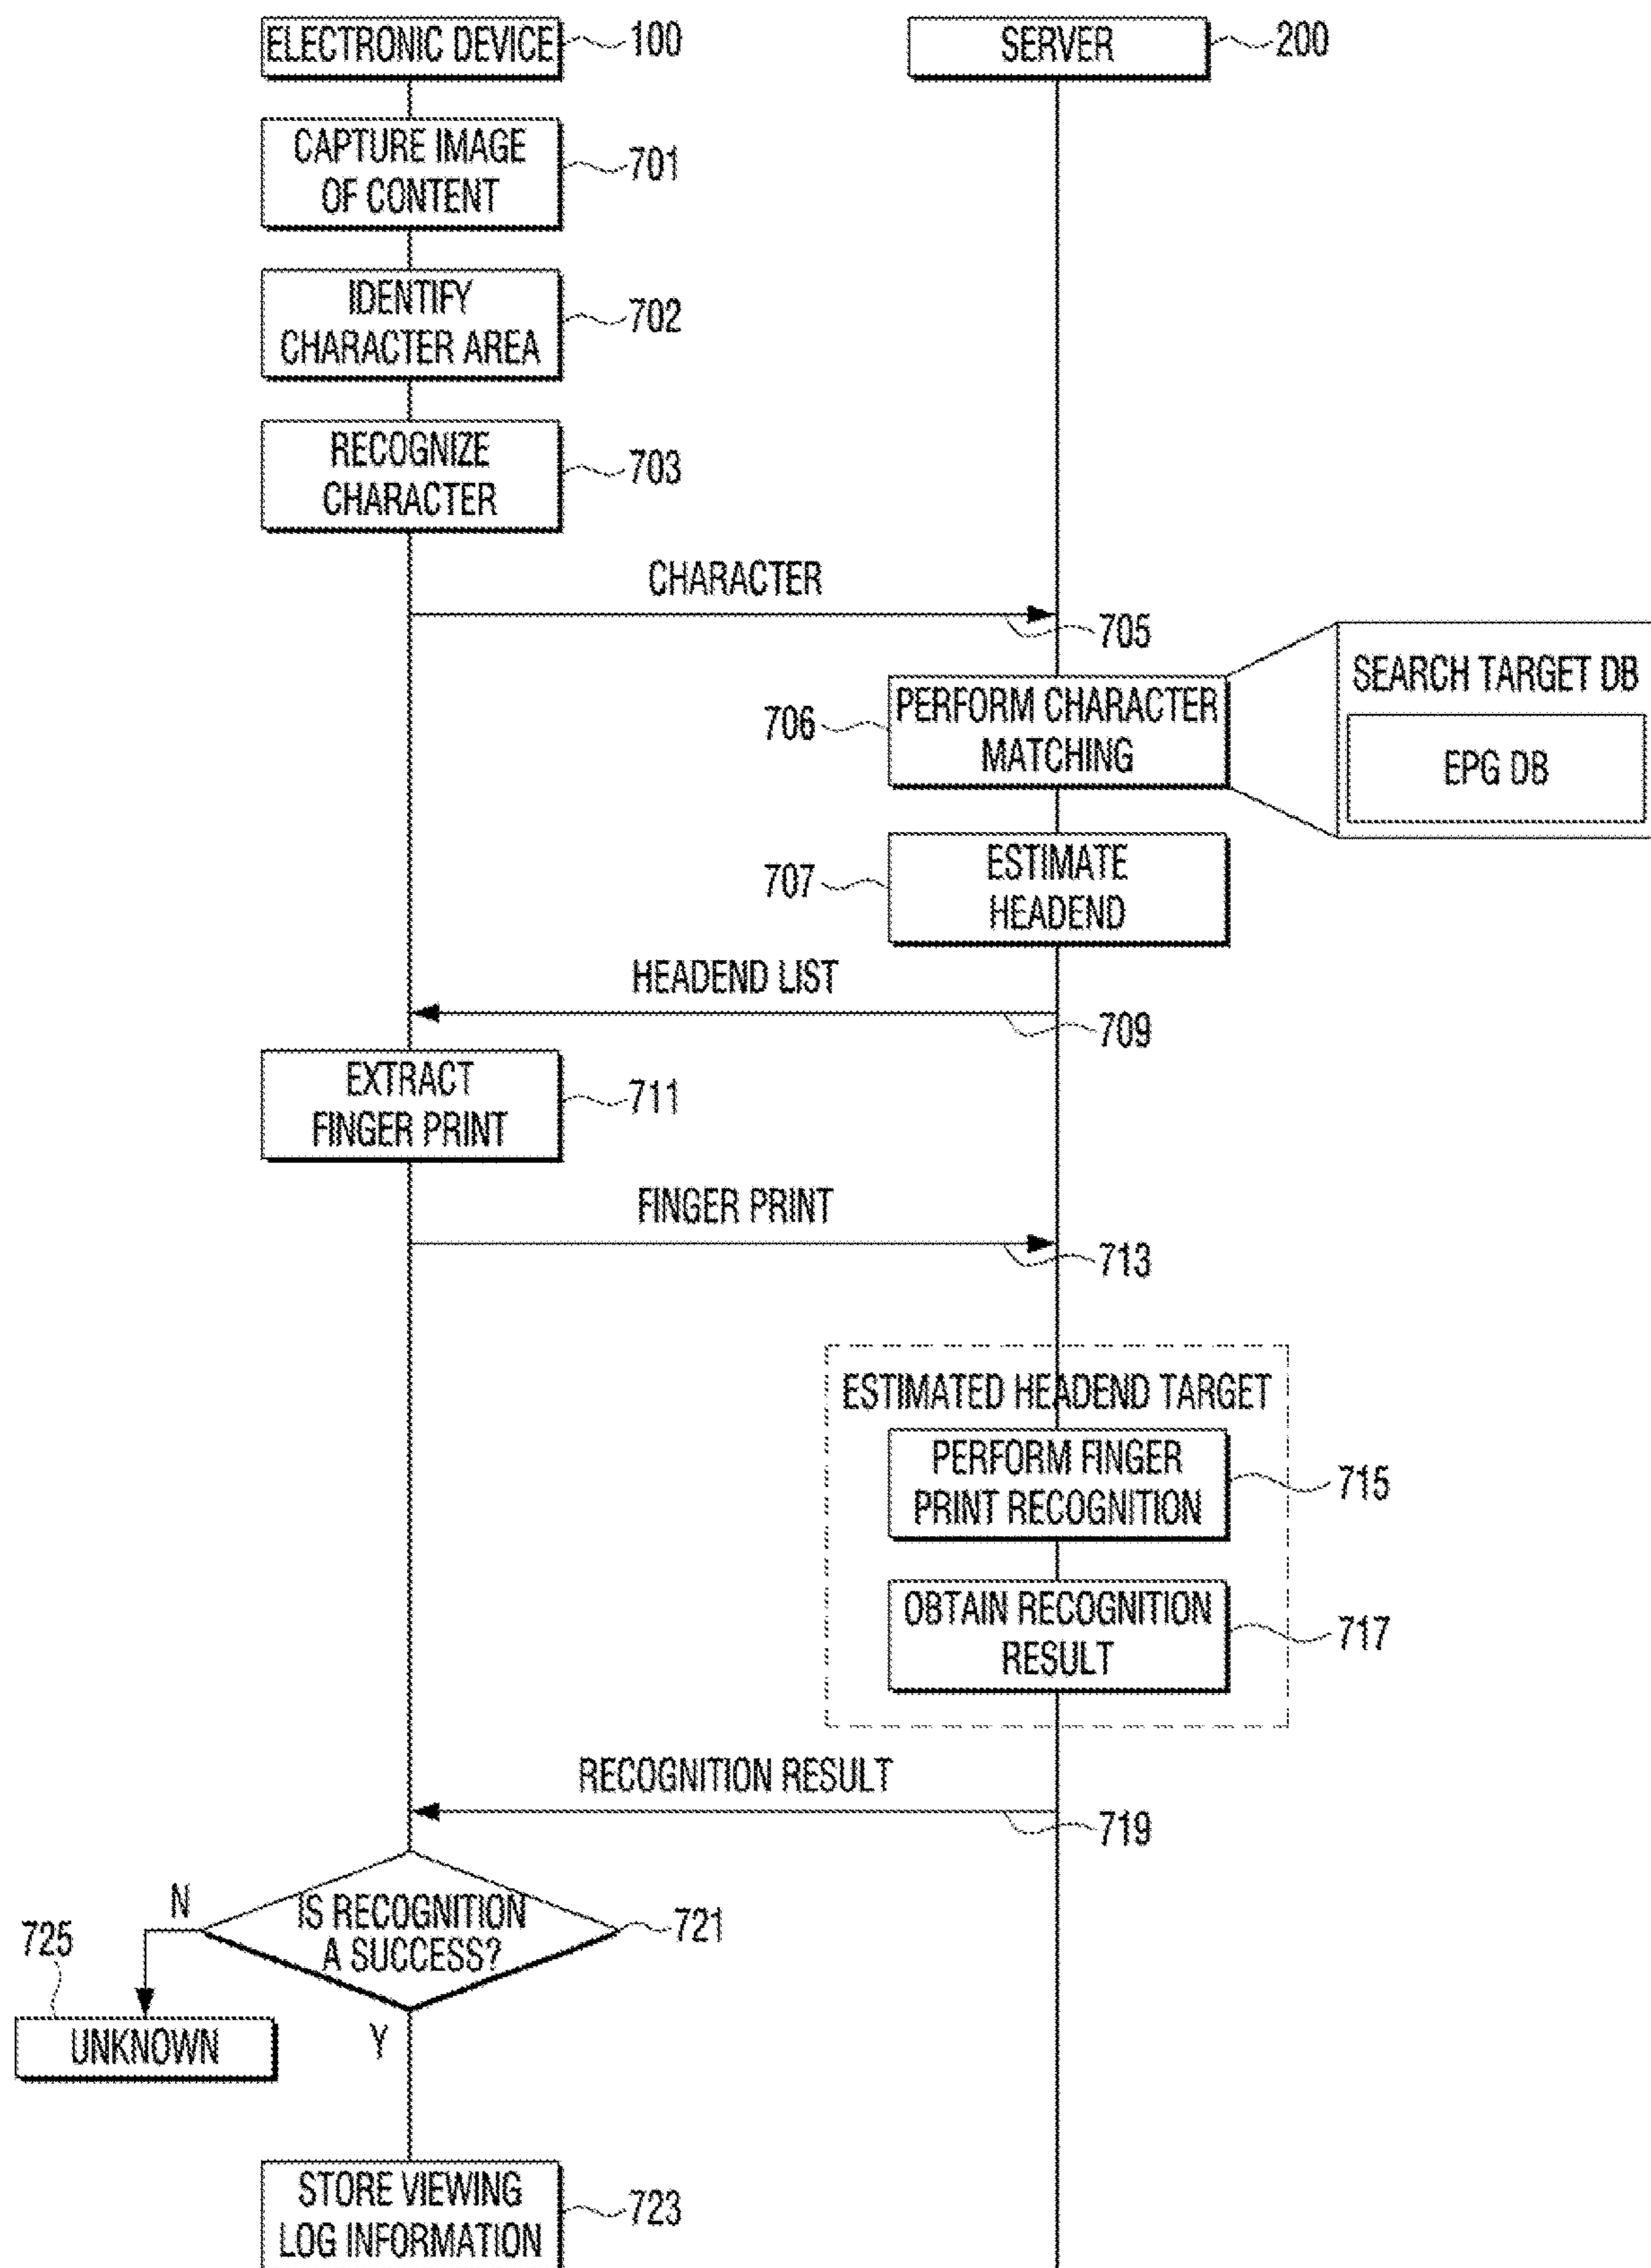 ELECTRONIC DEVICE
100
SERVER
200
CAPTURE IMAGE
OF CONTENT
701
IDENTIFY
CHARACTER AREA
702
RECOGNIZE
CHARACTER
703
CHARACTER
705
PERFORM CHARACTER
MATCHING
706
SEARCH TARGET DB
EPG DB
ESTIMATE
HEADEND
707
HEADEND LIST
709
EXTRACT
FINGER PRINT
711
FINGER PRINT
713
ESTIMATED HEADEND TARGET
PERFORM FINGER
PRINT RECOGNITION
715
OBTAIN RECOGNITION
RESULT
717
RECOGNITION RESULT
719
IS RECOGNITION
A SUCCESS?
721
N
725
UNKNOWN
Y
STORE VIEWING
LOG INFORMATION
723